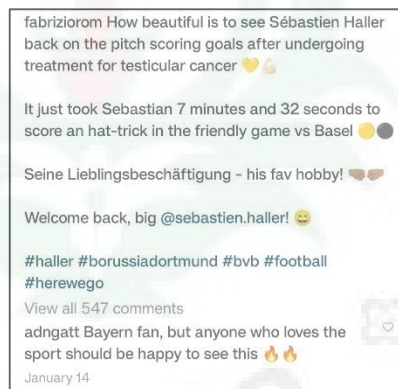 fabriziorom How beautiful is to see Sébastien Haller
back on the pitch scoring goals after undergoing
treatment for testicular cancer 💛💪🏻
It just took Sebastian 7 minutes and 32 seconds to
score an hat-trick in the friendly game vs Basel 🟡⚫
Seine Lieblingsbeschäftigung - his fav hobby! 🤜🏽🤛🏽
Welcome back, big @sebastien.haller! 😄
#haller #borussiadortmund #bvb #football
#herewego
View all 547 comments
adngatt Bayern fan, but anyone who loves the
sport should be happy to see this 🔥🔥
January 14